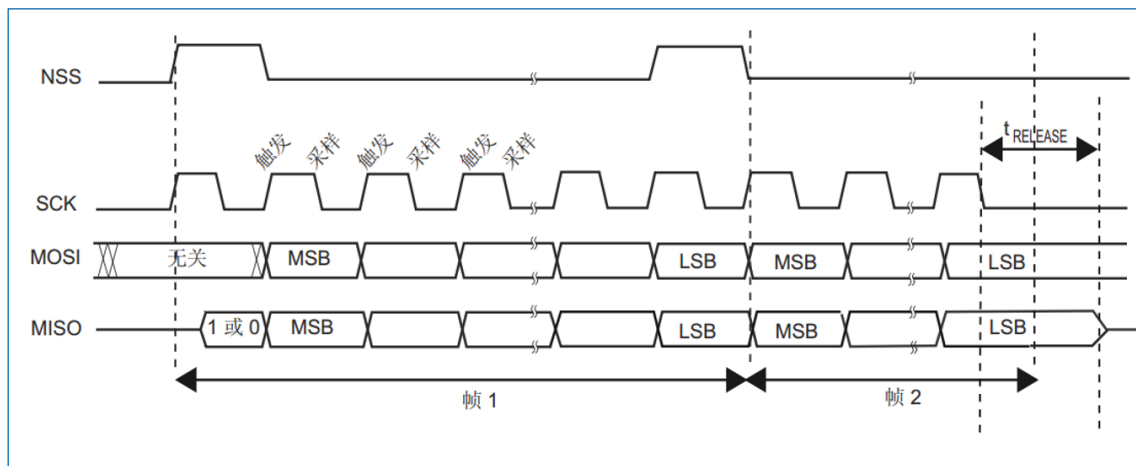 NSS
触发 采样 触发 采样 触发 采样
t RELEASE
SCK
MOSI 无关 MSB LSB MSB LSB
MISO 1 或 0 MSB LSB MSB LSB
帧 1 帧 2